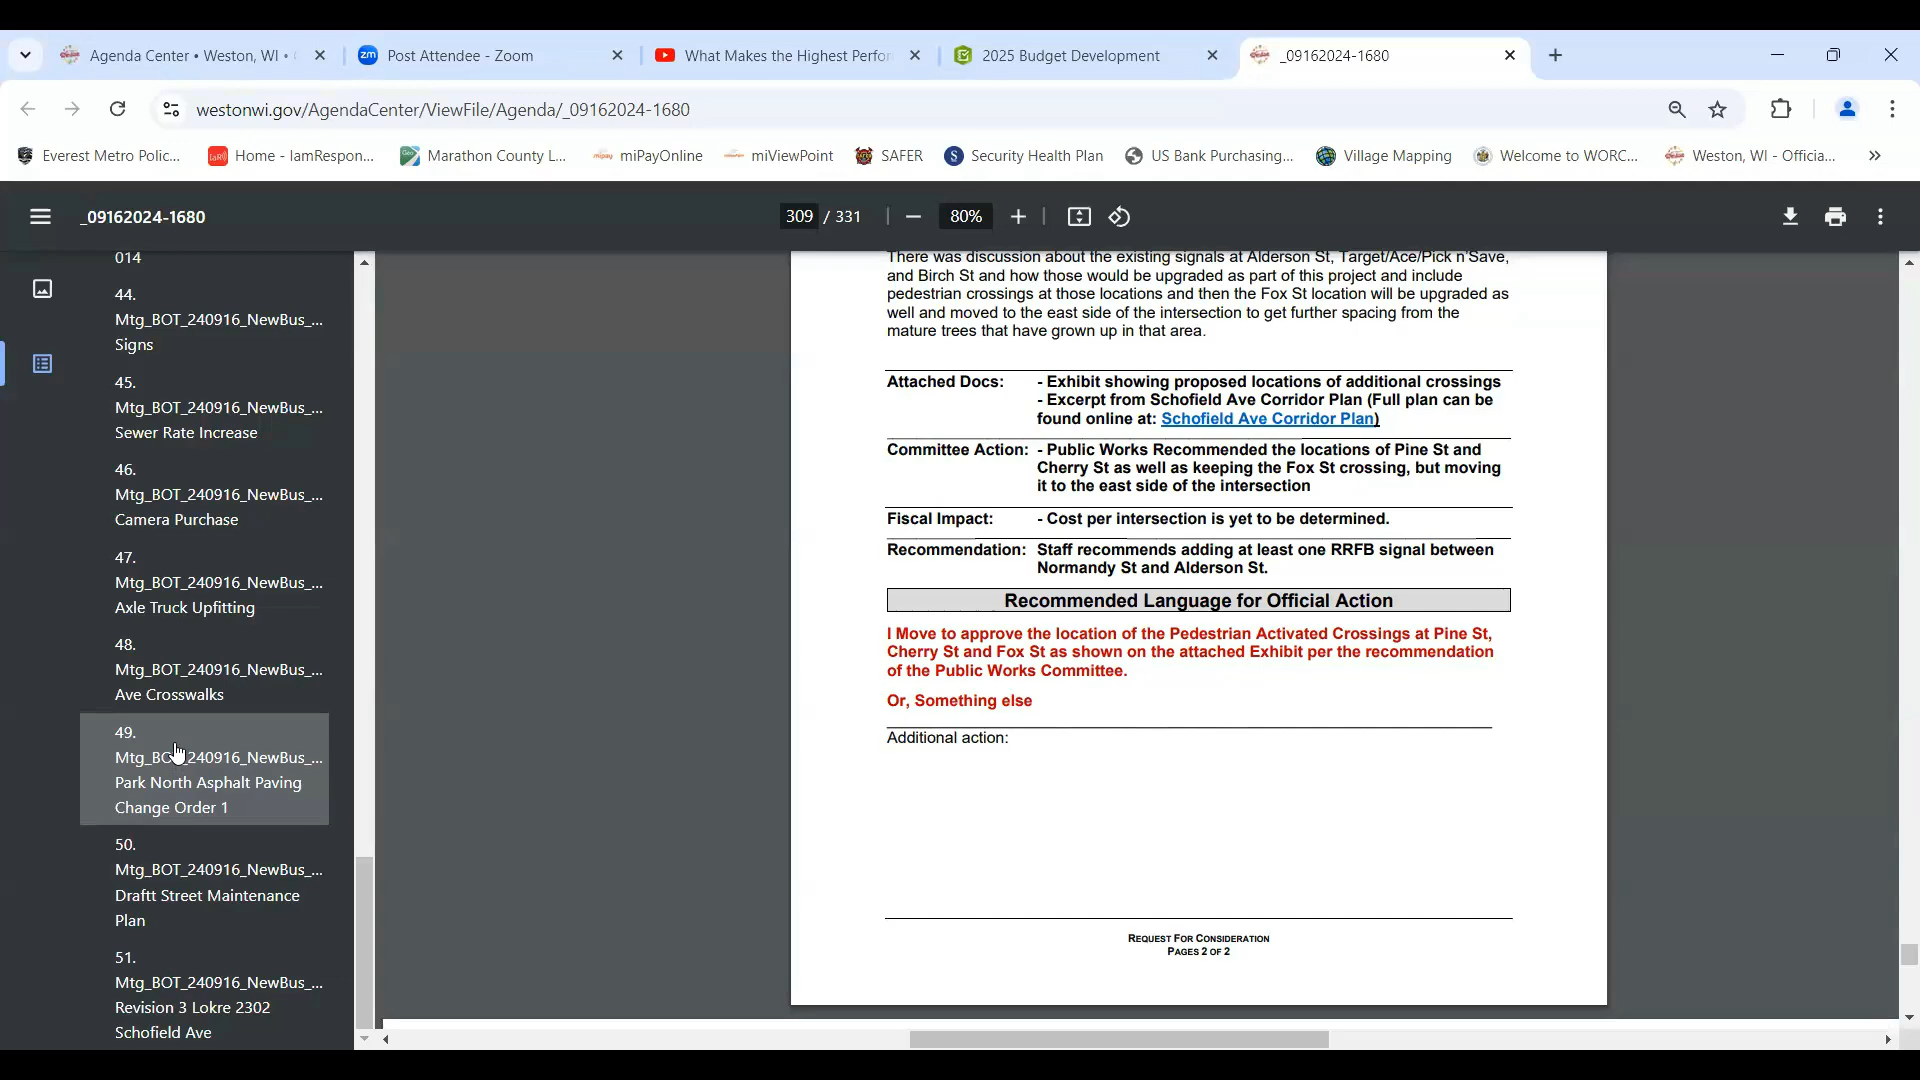 Agenda Center • Weston, WI •
Post Attendee - Zoom
What Makes the Highest Perfor
2025 Budget Development
_09162024-1680
westonwi.gov/AgendaCenter/ViewFile/Agenda/_09162024-1680
Everest Metro Polic...
Home - IamRespon...
Marathon County L...
miPayOnline
miViewPoint
SAFER
Security Health Plan
US Bank Purchasing...
Village Mapping
Welcome to WORC...
Weston, WI - Officia...
_09162024-1680
309 / 331
80%
014
44.
Mtg_BOT_240916_NewBus_...
Signs
45.
Mtg_BOT_240916_NewBus_...
Sewer Rate Increase
46.
Mtg_BOT_240916_NewBus_...
Camera Purchase
47.
Mtg_BOT_240916_NewBus_...
Axle Truck Upfitting
48.
Mtg_BOT_240916_NewBus_...
Ave Crosswalks
49.
Mtg_BOT_240916_NewBus_...
Park North Asphalt Paving
Change Order 1
50.
Mtg_BOT_240916_NewBus_...
Draftt Street Maintenance
Plan
51.
Mtg_BOT_240916_NewBus_...
Revision 3 Lokre 2302
Schofield Ave
There was discussion about the existing signals at Alderson St, Target/Ace/Pick n'Save,
and Birch St and how those would be upgraded as part of this project and include
pedestrian crossings at those locations and then the Fox St location will be upgraded as
well and moved to the east side of the intersection to get further spacing from the
mature trees that have grown up in that area.
Attached Docs: - Exhibit showing proposed locations of additional crossings
- Excerpt from Schofield Ave Corridor Plan (Full plan can be
found online at: Schofield Ave Corridor Plan)
Committee Action: - Public Works Recommended the locations of Pine St and
Cherry St as well as keeping the Fox St crossing, but moving
it to the east side of the intersection
Fiscal Impact: - Cost per intersection is yet to be determined.
Recommendation: Staff recommends adding at least one RRFB signal between
Normandy St and Alderson St.
Recommended Language for Official Action
I Move to approve the location of the Pedestrian Activated Crossings at Pine St,
Cherry St and Fox St as shown on the attached Exhibit per the recommendation
of the Public Works Committee.
Or, Something else
Additional action:
REQUEST FOR CONSIDERATION
PAGES 2 OF 2